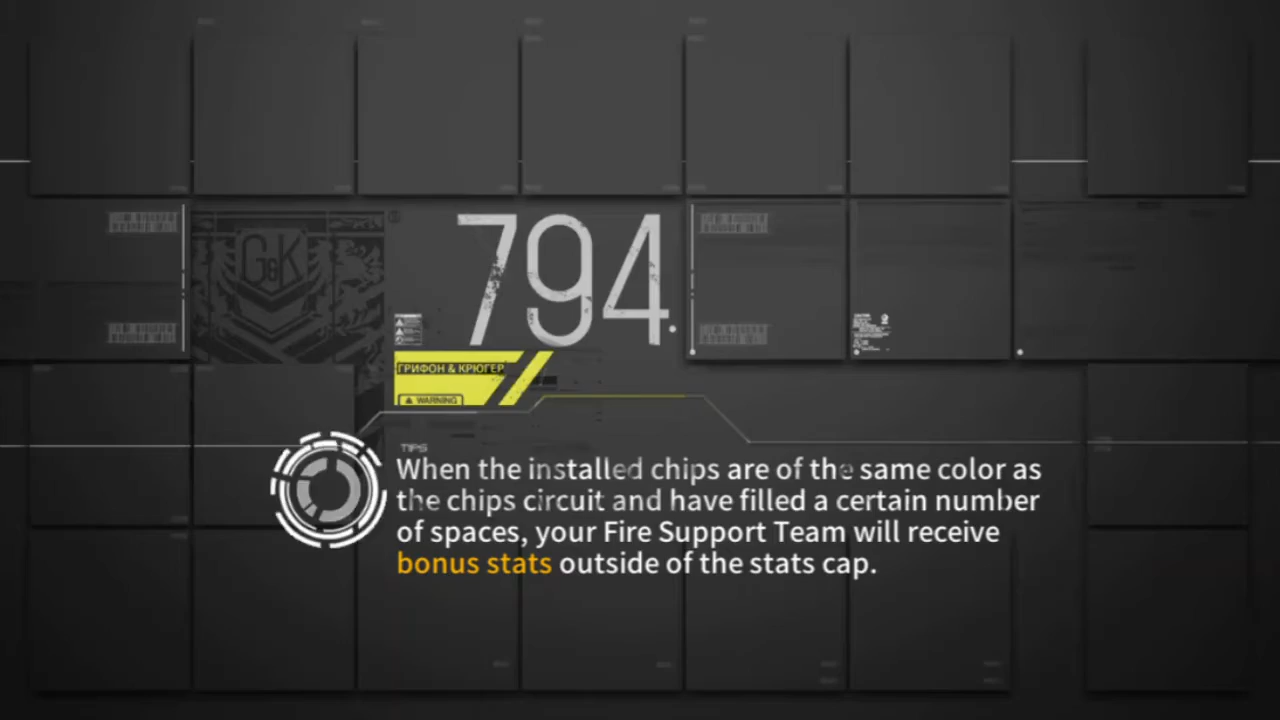 G&K
794.
ГРИФОН & КРЮГЕР
WARNING
TIPS
When the installed chips are of the same color as
the chips circuit and have filled a certain number
of spaces, your Fire Support Team will receive
bonus stats outside of the stats cap.